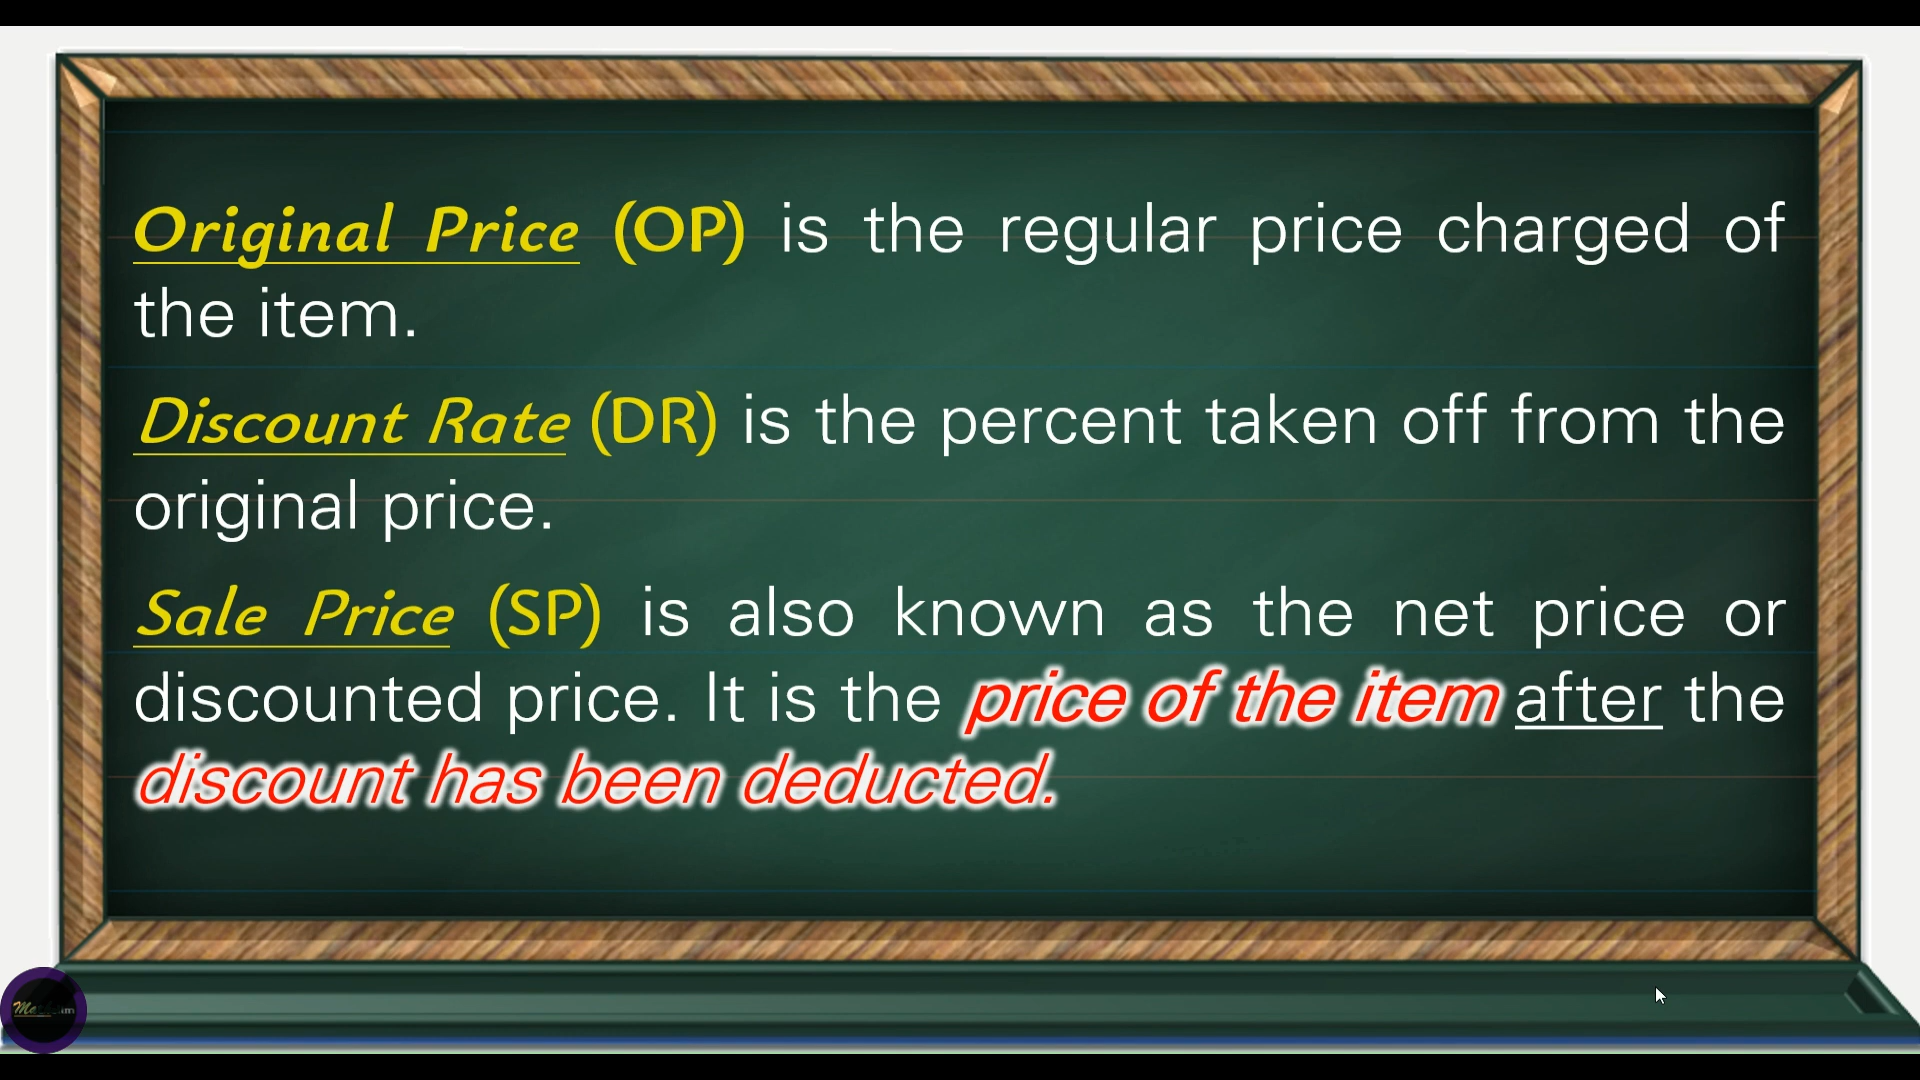 Original Price (OP) is the regular price charged of
the item.
Discount Rate (DR) is the percent taken off from the
original price.
Sale Price (SP) is also known as the net price or
discounted price. It is the price of the item after the
discount has been deducted.